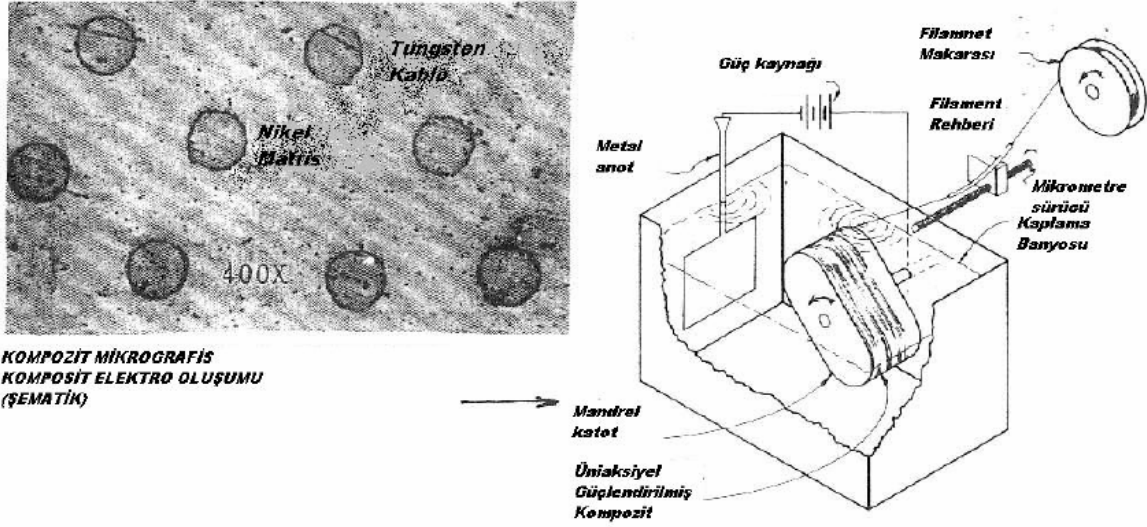 Tungsten
Kablo
Nikel
Matris
400X
KOMPOZİT MİKROGRAFİS
KOMPOSİT ELEKTRO OLUŞUMU
(ŞEMATİK)
Filamnet
Makarası
Güç kaynağı
Filament
Rehberi
Metal
anot
Mikrometre
sürücü
Kaplama
Banyosu
Mandrel
katot
Üniaksiyel
Güçlendirilmiş
Kompozit